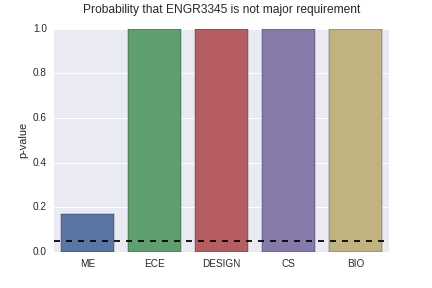 Probability that ENGR3345 is not major requirement
1.0
0.8
0.6
0.4
0.2
0.0
p-value
ME ECE DESIGN CS BIO